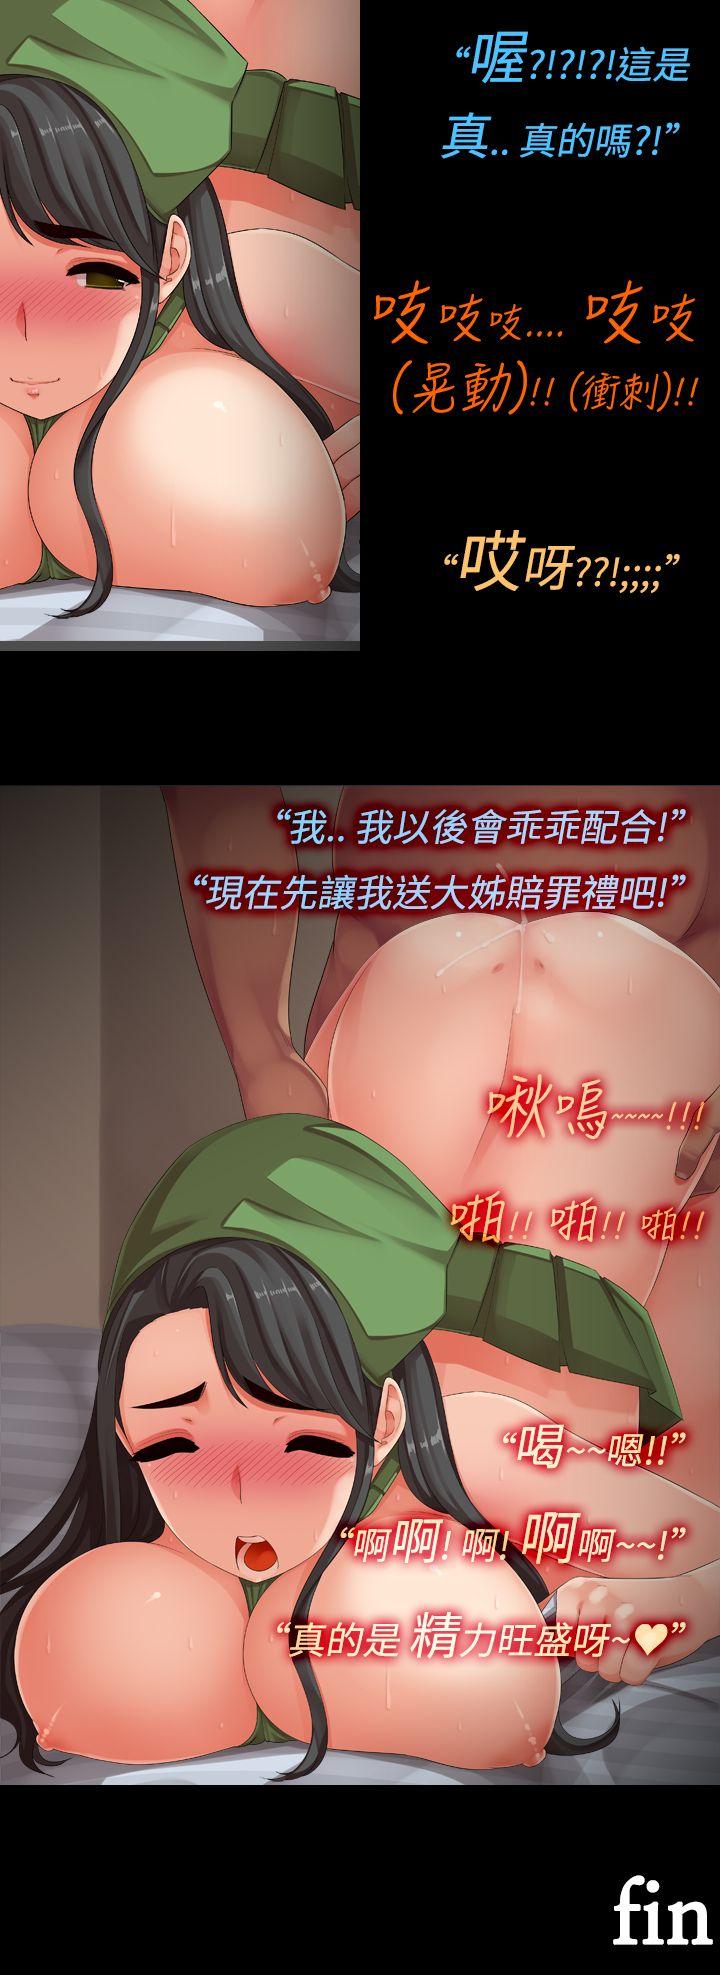 “喔?!?!?!這是
真.. 真的嗎?!”
吱吱吱.... 吱吱
(晃動)!! (衝刺)!!
“哎呀??!;;;;”
“我.. 我以後會乖乖配合!”
“現在先讓我送大姊賠罪禮吧!”
啾嗚~~~~!!!
啪!! 啪!! 啪!!
“喝~~嗯!!”
“啊啊! 啊! 啊啊~~!”
“真的是 精力旺盛呀~♥”
fin